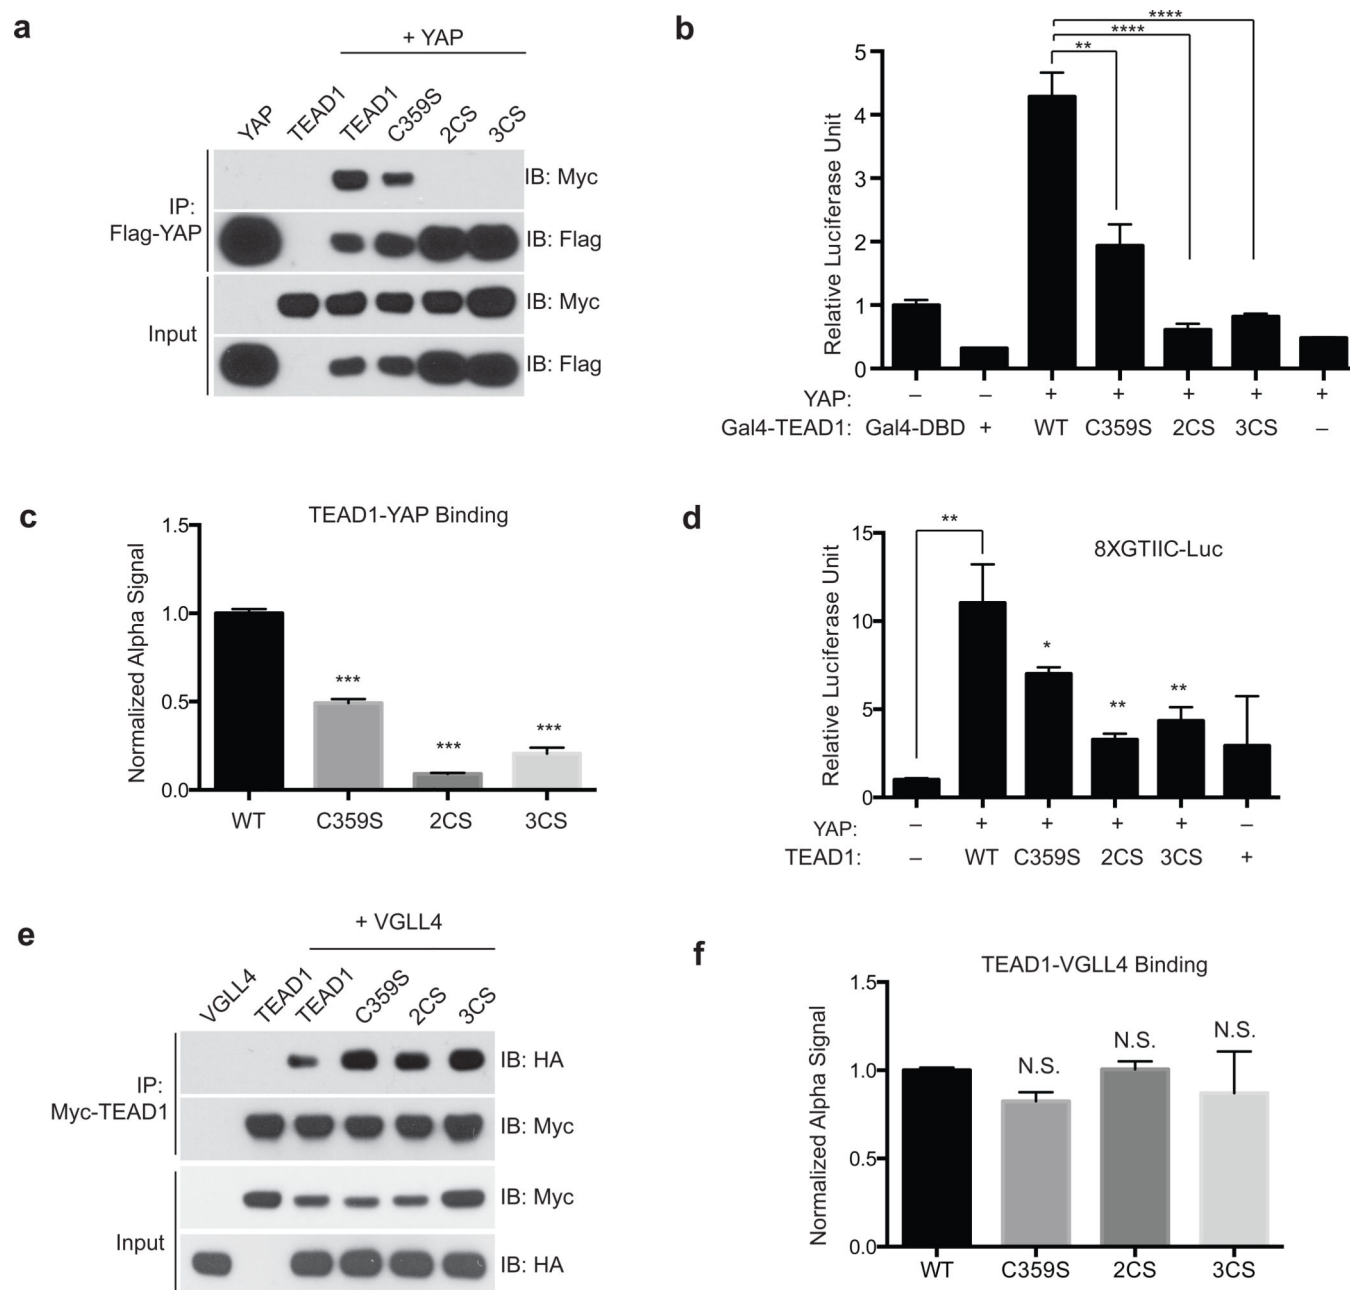 a
+ YAP
YAP TEAD1 TEAD1 C359S 2CS 3CS
IP:
Flag-YAP
IB: Myc
IB: Flag
Input
IB: Myc
IB: Flag
b
**** 
****
**
Relative Luciferase Unit
5
4
3
2
1
0
YAP: – – + + + + +
Gal4-TEAD1: Gal4-DBD + WT C359S 2CS 3CS –
c
TEAD1-YAP Binding
Normalized Alpha Signal
1.5
1.0
0.5
0.0
*** *** ***
WT C359S 2CS 3CS
d
8XGTIIC-Luc
**
Relative Luciferase Unit
15
10
5
0
* ** **
YAP: – + + + + –
TEAD1: – WT C359S 2CS 3CS +
e
+ VGLL4
VGLL4 TEAD1 TEAD1 C359S 2CS 3CS
IP:
Myc-TEAD1
IB: HA
IB: Myc
Input
IB: Myc
IB: HA
f
TEAD1-VGLL4 Binding
Normalized Alpha Signal
1.5
1.0
0.5
0.0
N.S. N.S. N.S.
WT C359S 2CS 3CS